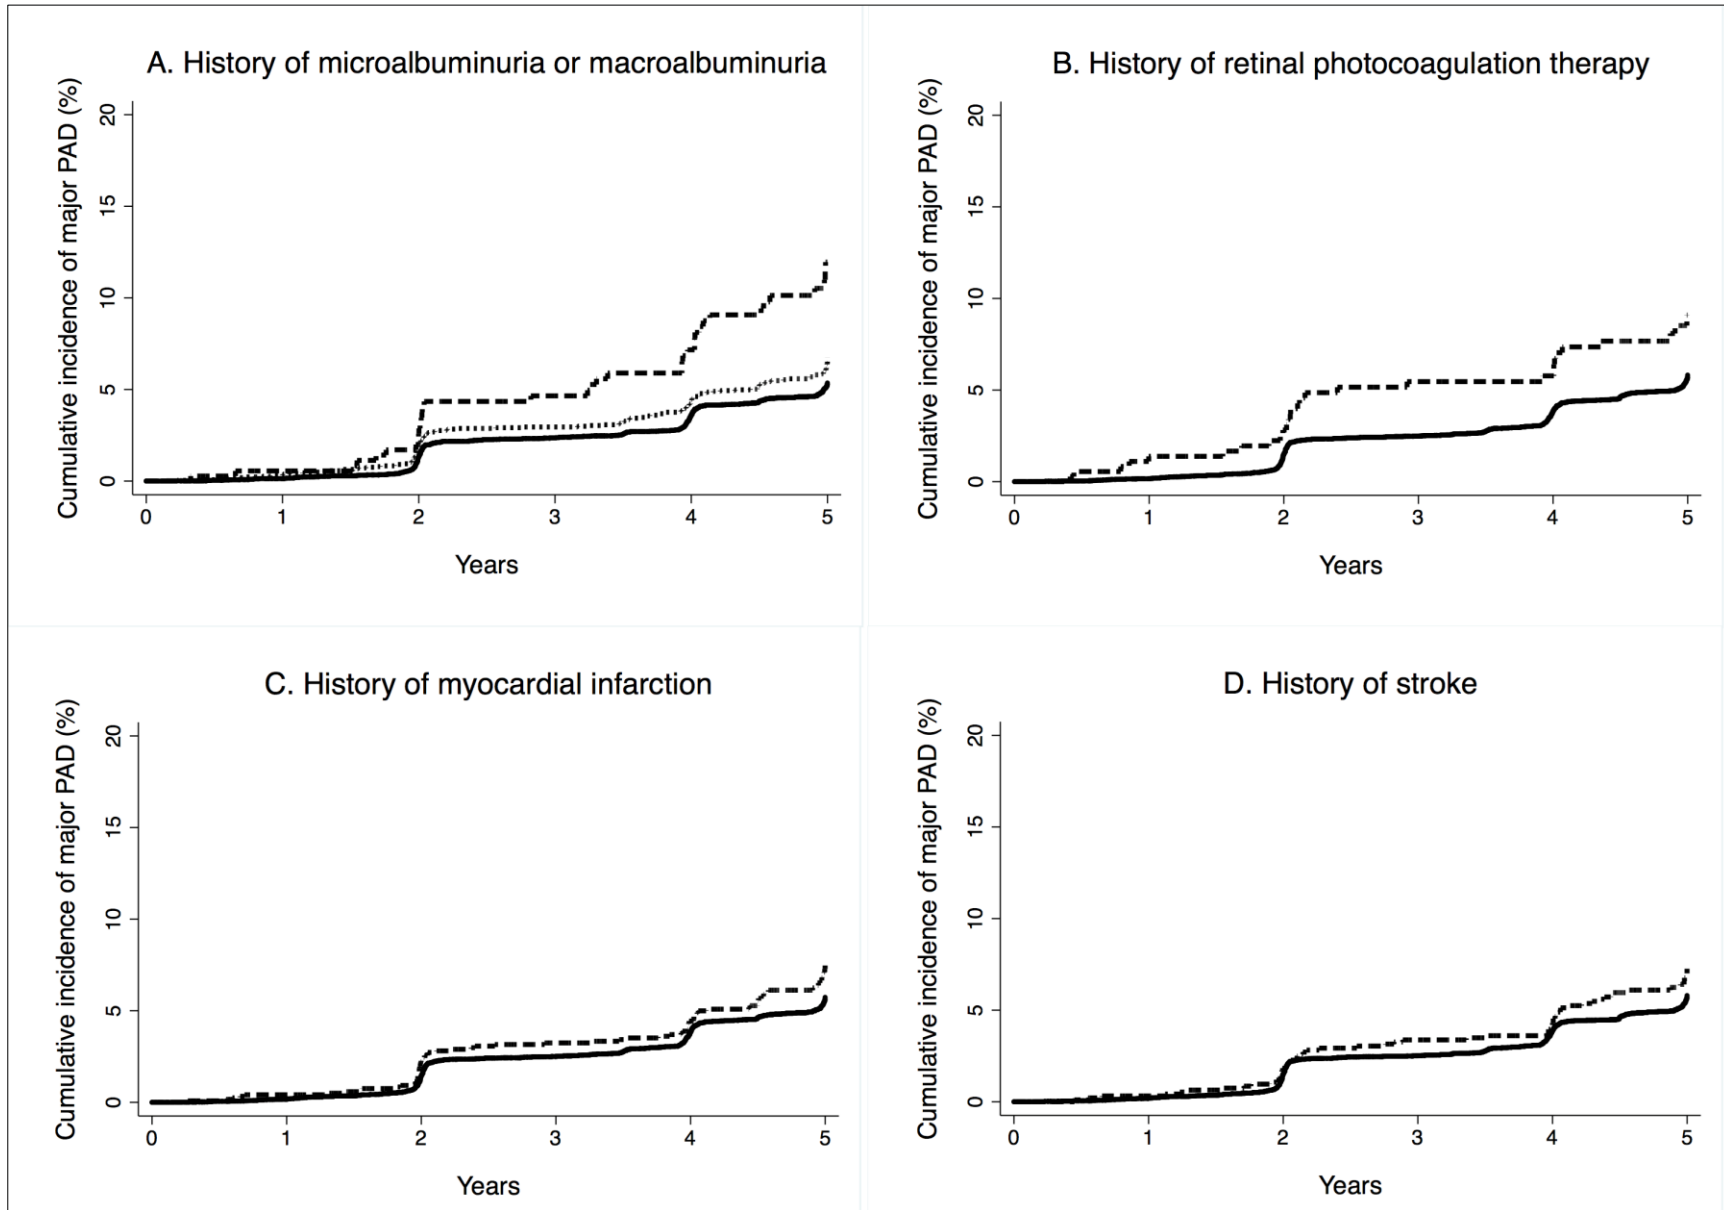 A. History of microalbuminuria or macroalbuminuria
Cumulative incidence of major PAD (%)
20
15
10
5
0
0 1 2 3 4 5
Years
B. History of retinal photocoagulation therapy
Cumulative incidence of major PAD (%)
20
15
10
5
0
0 1 2 3 4 5
Years
C. History of myocardial infarction
Cumulative incidence of major PAD (%)
20
15
10
5
0
0 1 2 3 4 5
Years
D. History of stroke
Cumulative incidence of major PAD (%)
20
15
10
5
0
0 1 2 3 4 5
Years